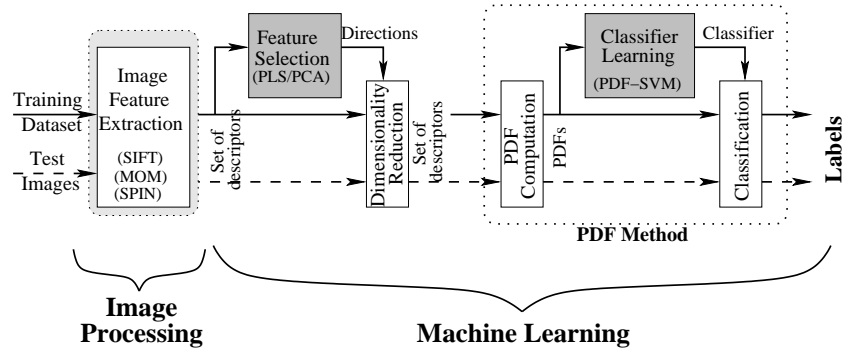 Training
Dataset
Test
Images
Image
Feature
Extraction
(SIFT)
(MOM)
(SPIN)
Set of
descriptors
Feature
Selection
(PLS/PCA)
Directions
Dimensionality
Reduction
Set of
descriptors
PDF
Computation
PDFs
Classifier
Learning
(PDF–SVM)
Classifier
Classification
Labels
PDF Method
Image
Processing
Machine Learning